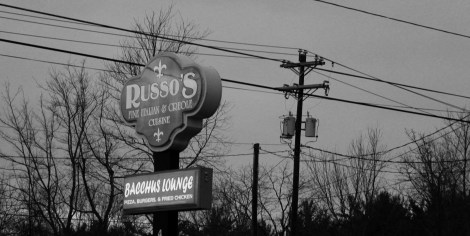 RUSSO'S
FINE ITALIAN & CREOLE
CUISINE
BACCHUS LOUNGE
PIZZA, BURGERS, & FRIED CHICKEN